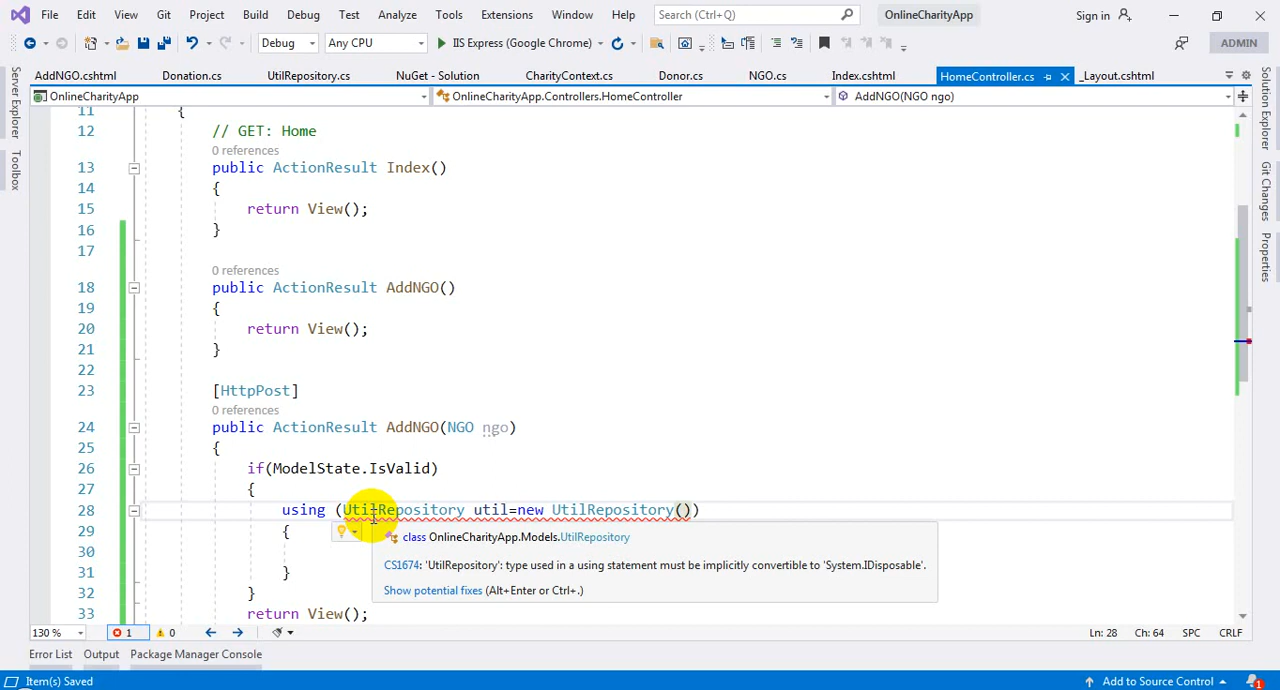 File Edit View Git Project Build Debug Test Analyze Tools Extensions Window Help Search (Ctrl+Q) OnlineCharityApp Sign in
Debug Any CPU IIS Express (Google Chrome) ADMIN
AddNGO.cshtml Donation.cs UtilRepository.cs NuGet - Solution CharityContext.cs Donor.cs NGO.cs Index.cshtml HomeController.cs _Layout.cshtml
OnlineCharityApp OnlineCharityApp.Controllers.HomeController AddNGO(NGO ngo)
Server Explorer
Toolbox
Solution Explorer
Git Changes
Properties
11 {
12 // GET: Home
0 references
13 public ActionResult Index()
14 {
15 return View();
16 }
17
0 references
18 public ActionResult AddNGO()
19 {
20 return View();
21 }
22
23 [HttpPost]
0 references
24 public ActionResult AddNGO(NGO ngo)
25 {
26 if(ModelState.IsValid)
27 {
28 using (UtilRepository util=new UtilRepository())
29 {
class OnlineCharityApp.Models.UtilRepository
30
CS1674: 'UtilRepository': type used in a using statement must be implicitly convertible to 'System.IDisposable'.
31 }
Show potential fixes (Alt+Enter or Ctrl+.)
32 }
33 return View();
130 % 1 0 Ln: 28 Ch: 64 SPC CRLF
Error List Output Package Manager Console
Item(s) Saved Add to Source Control 1